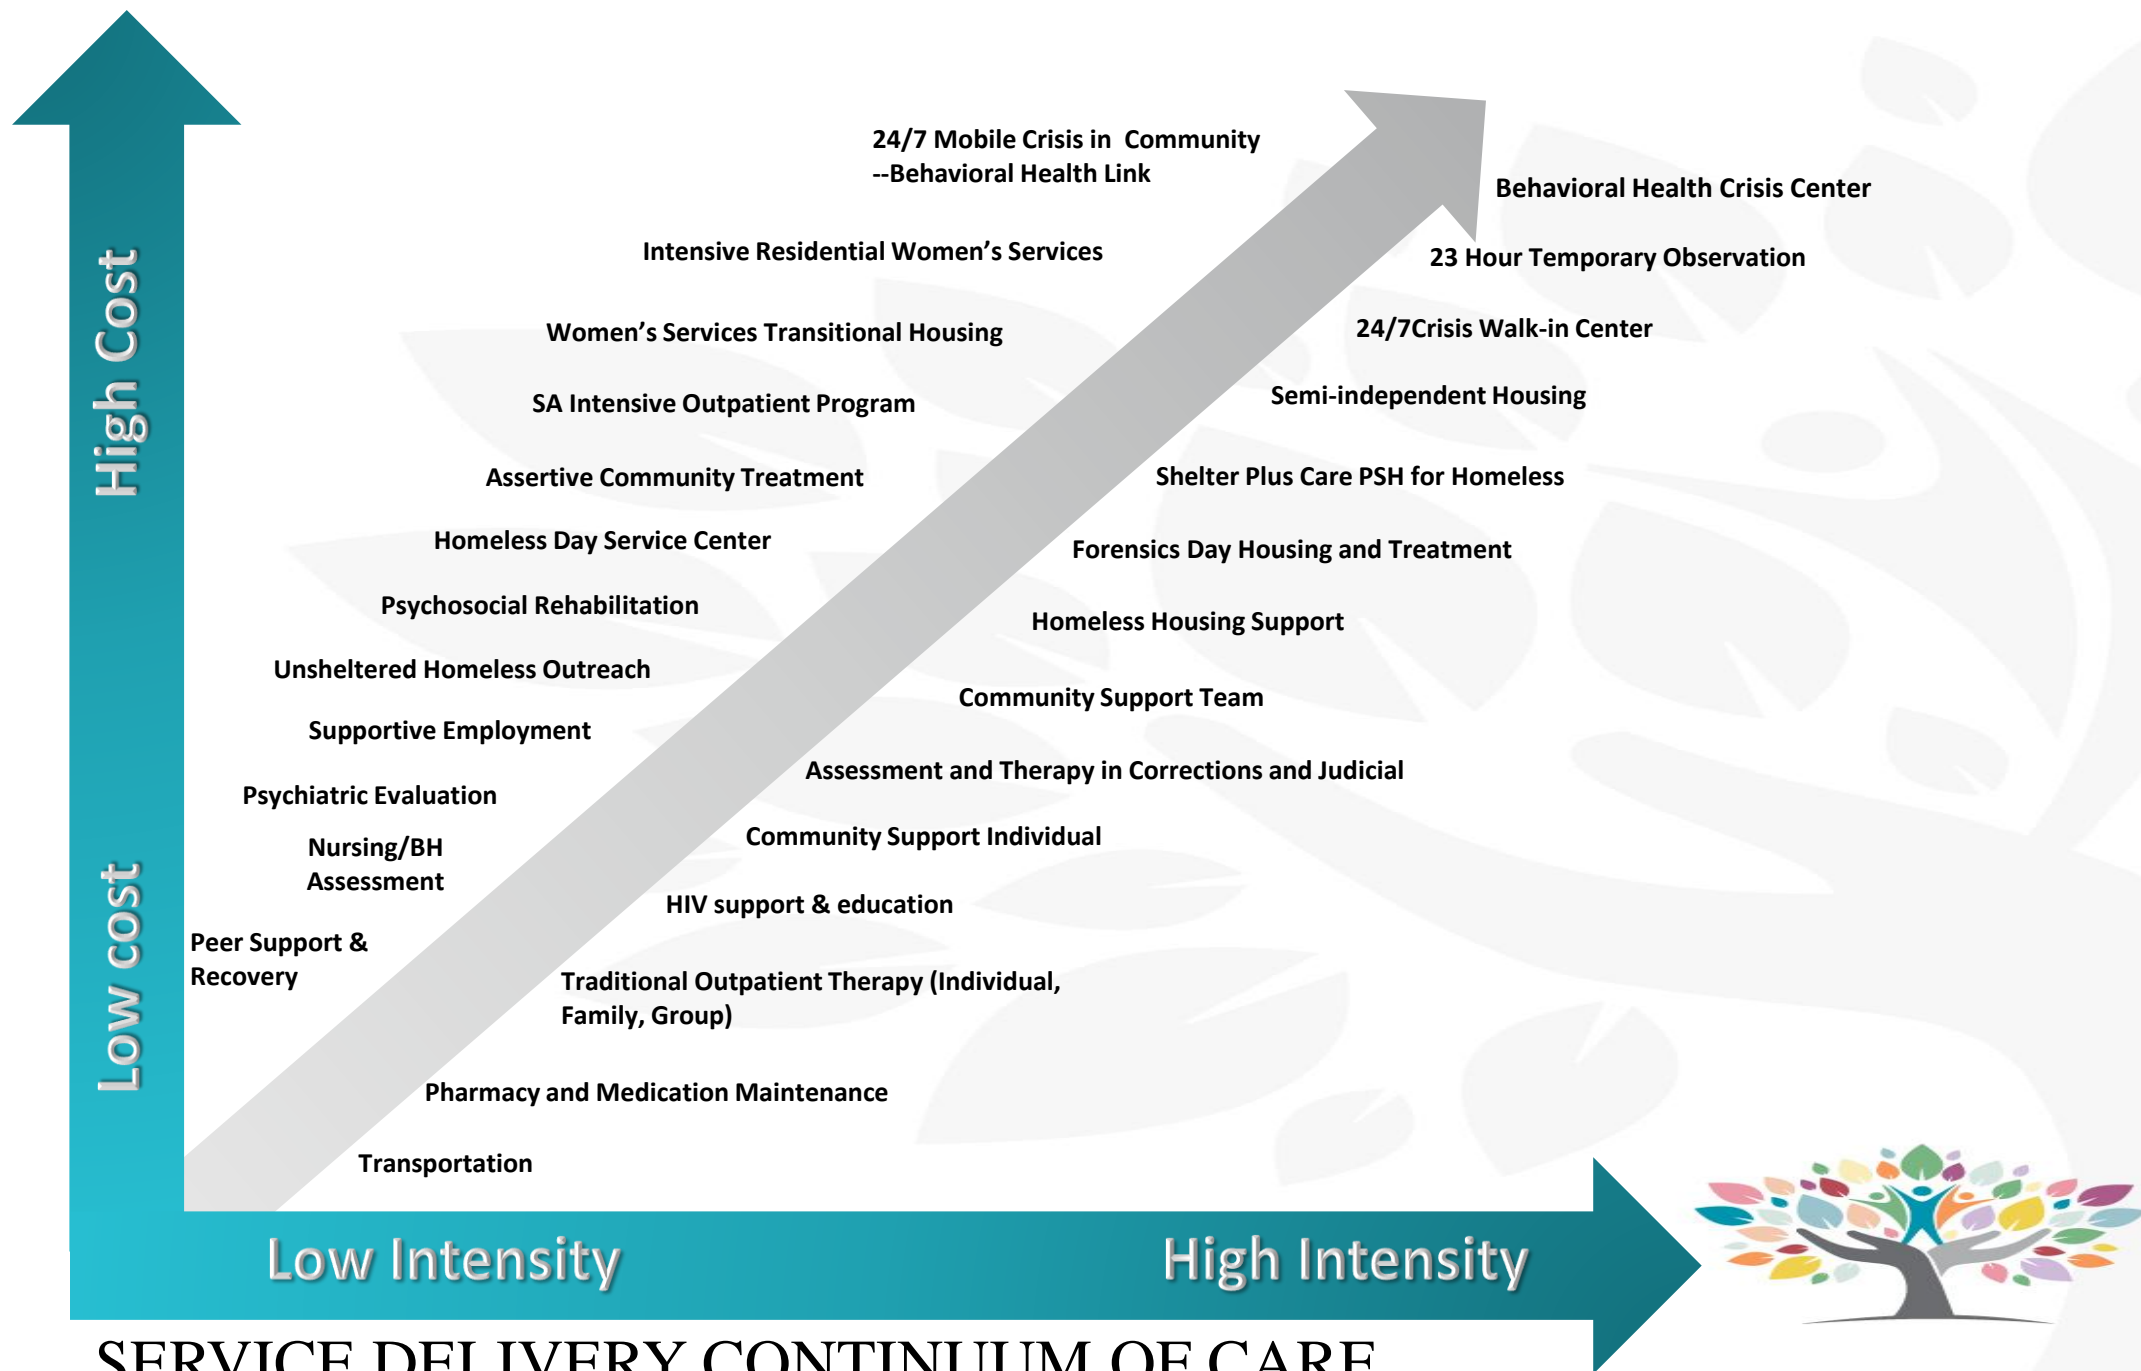 High Cost
Low cost
24/7 Mobile Crisis in  Community
--Behavioral Health Link
Intensive Residential Women’s Services
Women’s Services Transitional Housing
SA Intensive Outpatient Program
Assertive Community Treatment
Homeless Day Service Center
Psychosocial Rehabilitation
Unsheltered Homeless Outreach
Supportive Employment
Psychiatric Evaluation
Nursing/BH
Assessment
Peer Support &
Recovery
Behavioral Health Crisis Center
23 Hour Temporary Observation
24/7Crisis Walk-in Center
Semi-independent Housing
Shelter Plus Care PSH for Homeless
Forensics Day Housing and Treatment
Homeless Housing Support
Community Support Team
Assessment and Therapy in Corrections and Judicial
Community Support Individual
HIV support & education
Traditional Outpatient Therapy (Individual,
Family, Group)
Pharmacy and Medication Maintenance
Transportation
Low Intensity
High Intensity
SERVICE DELIVERY CONTINUUM OF CARE